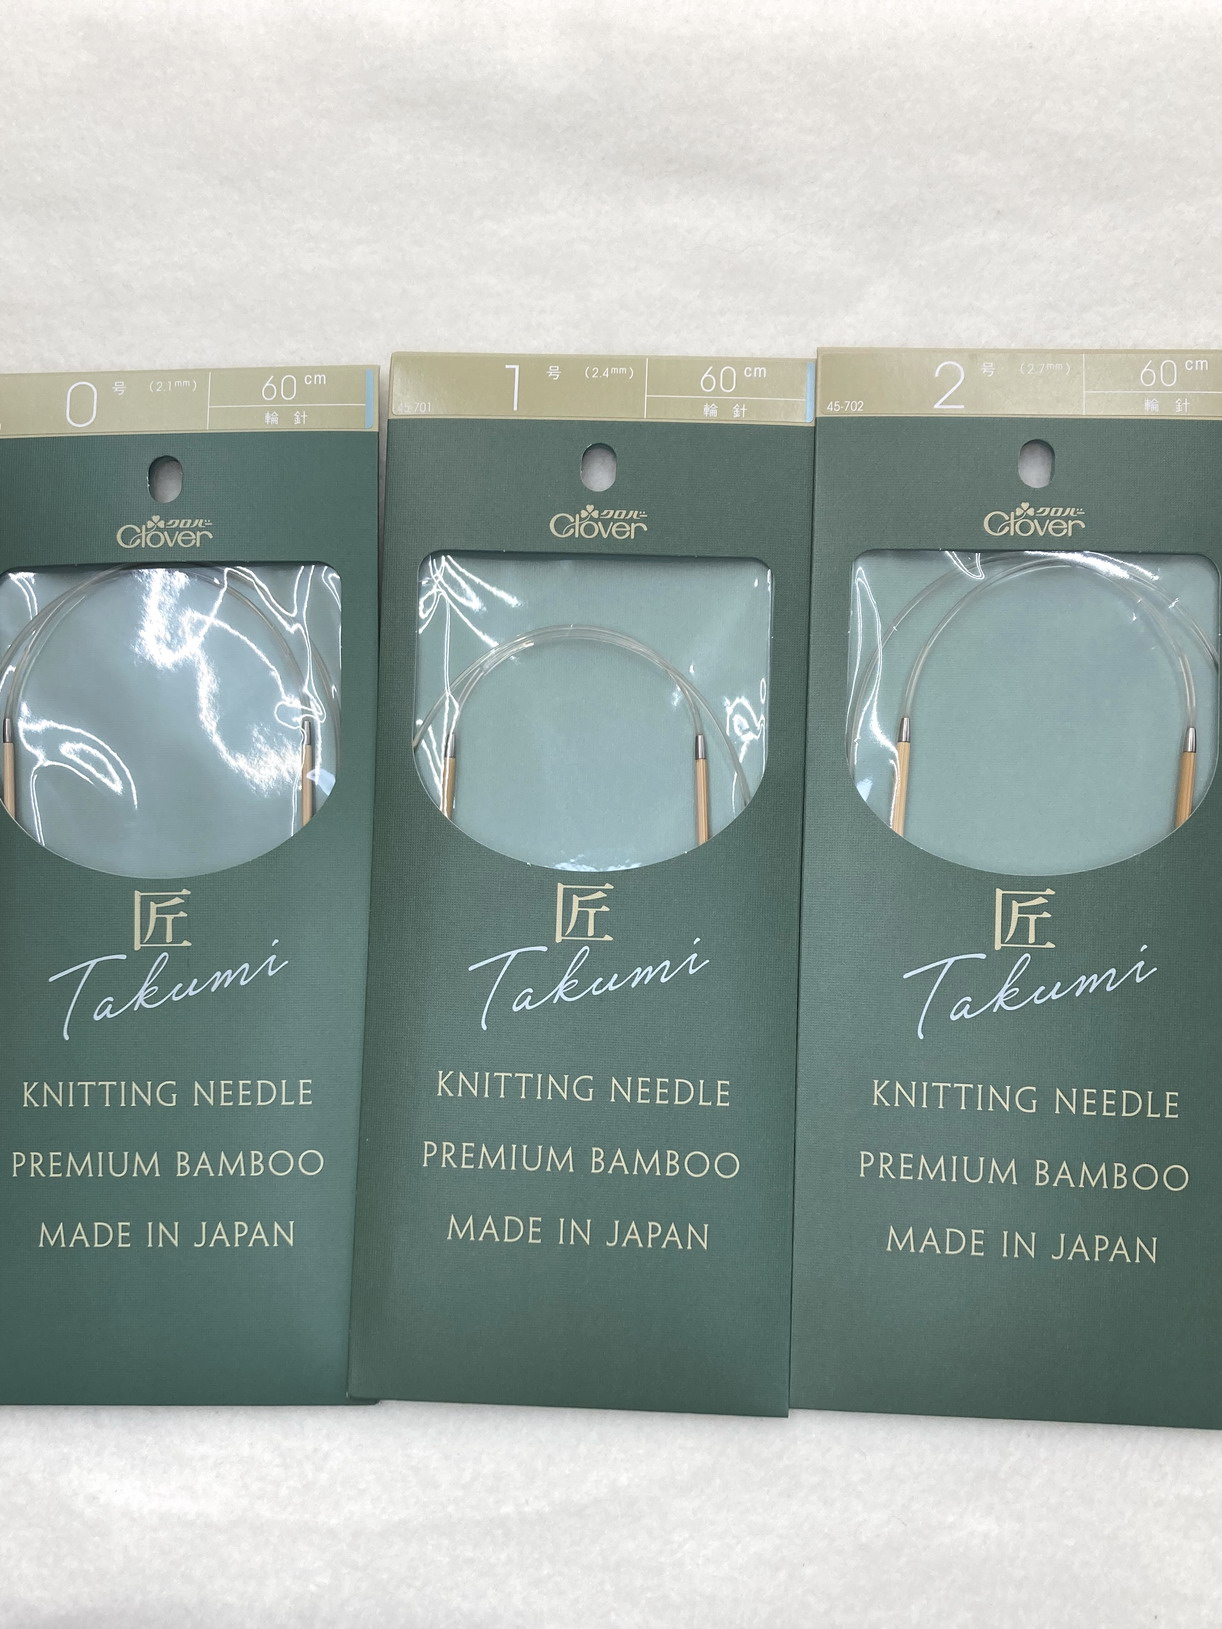 0 号 (2.1mm) 60 cm
輪 針
クロバー
Clover
匠
Takumi
KNITTING NEEDLE
PREMIUM BAMBOO
MADE IN JAPAN
1 号 (2.4mm) 60 cm
45-701 輪 針
クロバー
Clover
匠
Takumi
KNITTING NEEDLE
PREMIUM BAMBOO
MADE IN JAPAN
2 号 (2.7mm) 60 cm
45-702 輪 針
クロバー
Clover
匠
Takumi
KNITTING NEEDLE
PREMIUM BAMBOO
MADE IN JAPAN